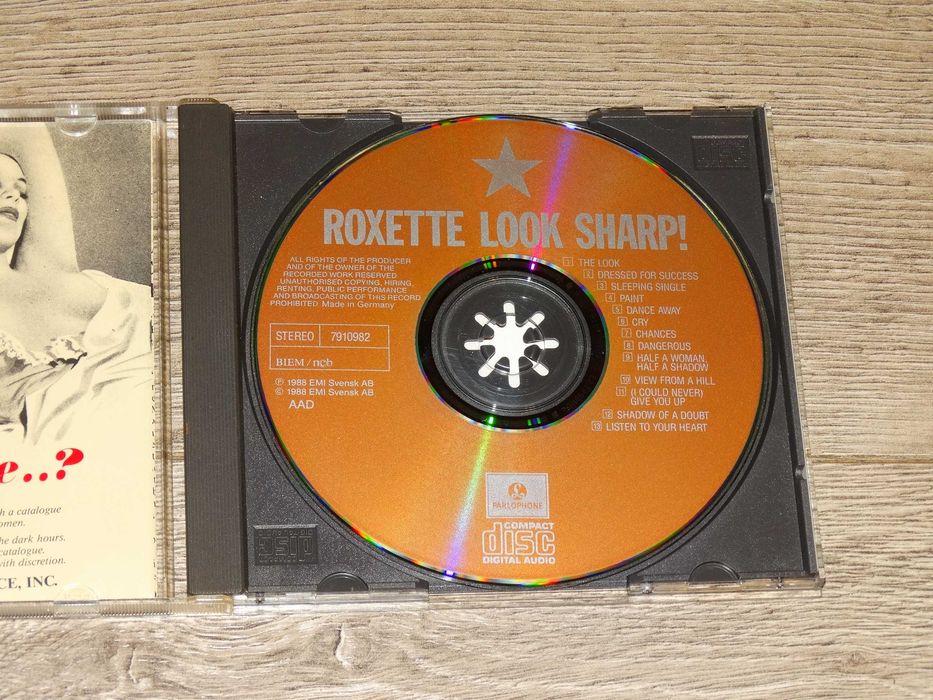 e..?
h a catalogue
omen.
he dark hours.
catalogue.
with discretion.
CE, INC.
ROXETTE LOOK SHARP!
ALL RIGHTS OF THE PRODUCER
AND OF THE OWNER OF THE
RECORDED WORK RESERVED
UNAUTHORISED COPYING, HIRING,
RENTING, PUBLIC PERFORMANCE
AND BROADCASTING OF THIS RECORD
PROHIBITED Made in Germany
STEREO 7910982
BIEM/ncb
Ⓟ 1988 EMI Svensk AB
© 1988 EMI Svensk AB
AAD
1 THE LOOK
2 DRESSED FOR SUCCESS
3 SLEEPING SINGLE
4 PAINT
5 DANCE AWAY
6 CRY
7 CHANCES
8 DANGEROUS
9 HALF A WOMAN,
HALF A SHADOW
10 VIEW FROM A HILL
11 (I COULD NEVER)
GIVE YOU UP
12 SHADOW OF A DOUBT
13 LISTEN TO YOUR HEART
PARLOPHONE
COMPACT
disc
DIGITAL AUDIO